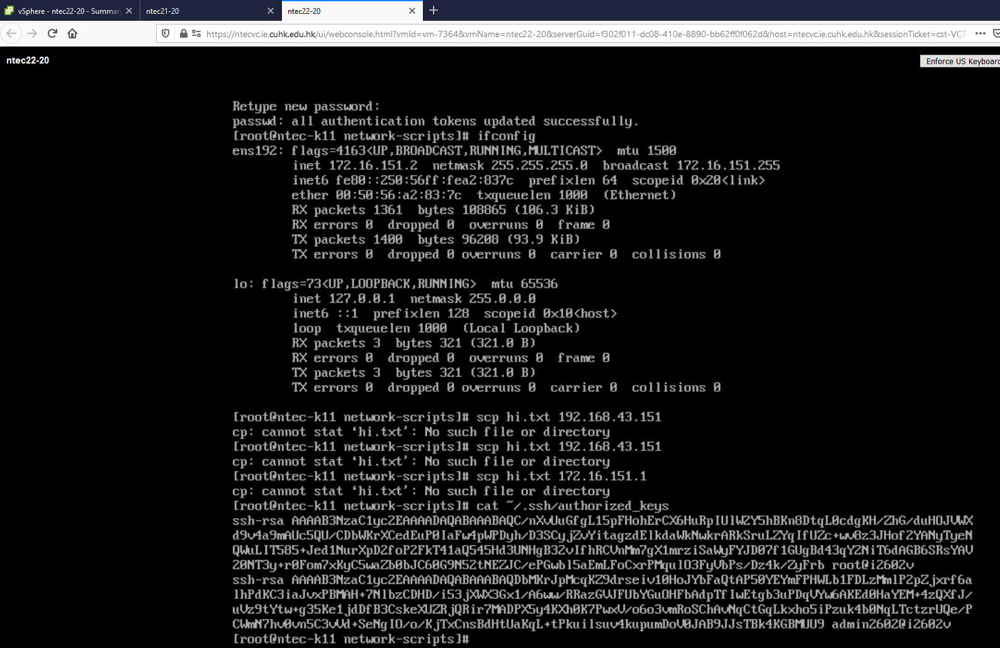 vSphere - ntec22-20 - Summary
ntec21-20
ntec22-20
https://ntecvc.ie.cuhk.edu.hk/ui/webconsole.html?vmId=vm-7364&vmName=ntec22-20&serverGuid=f302f011-dc08-410e-8890-bb62ff0f062d&host=ntecvc.ie.cuhk.edu.hk&sessionTicket=cst-VCT-
ntec22-20
Enforce US Keyboard
Retype new password:
passwd: all authentication tokens updated successfully.
[root@ntec-k11 network-scripts]# ifconfig
ens192: flags=4163<UP,BROADCAST,RUNNING,MULTICAST>  mtu 1500
inet 172.16.151.2  netmask 255.255.255.0  broadcast 172.16.151.255
inet6 fe80::250:56ff:fea2:837c  prefixlen 64  scopeid 0x20<link>
ether 00:50:56:a2:83:7c  txqueuelen 1000  (Ethernet)
RX packets 1361  bytes 108865 (106.3 KiB)
RX errors 0  dropped 0  overruns 0  frame 0
TX packets 1400  bytes 96208 (93.9 KiB)
TX errors 0  dropped 0 overruns 0  carrier 0  collisions 0
lo: flags=73<UP,LOOPBACK,RUNNING>  mtu 65536
inet 127.0.0.1  netmask 255.0.0.0
inet6 ::1  prefixlen 128  scopeid 0x10<host>
loop  txqueuelen 1000  (Local Loopback)
RX packets 3  bytes 321 (321.0 B)
RX errors 0  dropped 0  overruns 0  frame 0
TX packets 3  bytes 321 (321.0 B)
TX errors 0  dropped 0 overruns 0  carrier 0  collisions 0
[root@ntec-k11 network-scripts]# scp hi.txt 192.168.43.151
cp: cannot stat ‘hi.txt’: No such file or directory
[root@ntec-k11 network-scripts]# scp hi.txt 192.168.43.151
cp: cannot stat ‘hi.txt’: No such file or directory
[root@ntec-k11 network-scripts]# scp hi.txt 172.16.151.1
cp: cannot stat ‘hi.txt’: No such file or directory
[root@ntec-k11 network-scripts]# cat ~/.ssh/authorized_keys
ssh-rsa AAAAB3NzaC1yc2EAAAADAQABAAABAQC/nXvUuGfgL15pFHohErCX6HuRpIUlW2Y5hBKn8DtqL0cdgKH/ZhG/duHOJVWX
d9v4a9mAUc5QU/CDbWKrXCedEuP0IaFw4pWPDyh/D3SCyjZvYitagzdElkdaWkNwkrARkSruLZYqIfUZc+wv8z3JHof2YANyTyeN
QWuLIT585+Jed1NurXpD2foP2FkT41aQ545Hd3UNHgB32vIfhRCVnMm7gX1mrziSaWyFYJD07f1GUgBd43qY2NiT6dAGB6SRsYAV
20NT3y+r0Fom7xKyC5waZb0bJC60G9N52tNEZJC/ePGwbl5aEmLFoCxrPMqulO3FyVbPs/Dz4k/ZyFrb root@i2602v
ssh-rsa AAAAB3NzaC1yc2EAAAADAQABAAABAQDbMKrJpMcqKZ9drseiv10HoJYbFaQtAP50YEYmFPHWLb1FDLzMmlP2pZjxrf6a
lhPdKC3iaJvxPBMAH+7NlbzCDHD/i53jXWX3Gx1/A6ww/RRazGVJFUbYGuOHFbAdpTfIwEtgb3uPDqVYw6AKEd0HaYEM+4zQXfJ/
uVz9tYtw+g35Ke1jdDfB3CskeXUZRjQRir7MADPX5y4KXh0K7PwxV/o6o3vmRoSChAvNqCtGqLkxho5iPzuk4b0NqLTctzrUQe/P
CWmN7hv0vn5C3vVd+SeNgIO/o/KjTxCnsBdHtUaKqL+tPkuilsuv4kupumDoV0JAB9JJsTBk4KGBMUU9 admin2602@i2602v
[root@ntec-k11 network-scripts]#